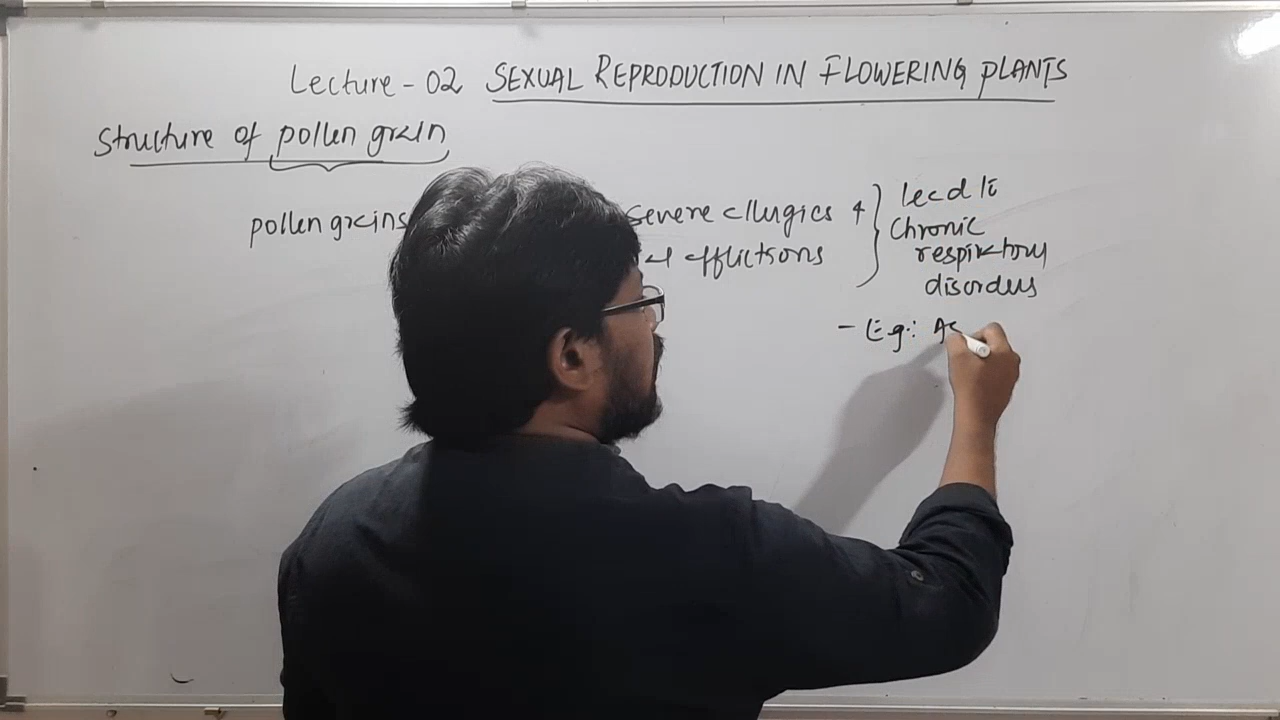 Lecture - 02 SEXUAL REPRODUCTION IN FLOWERING PLANTS
Structure of pollen grain
pollen grains severe allergies & } lead to
afflictions chronic
respiratory
disorders
- Eg: As